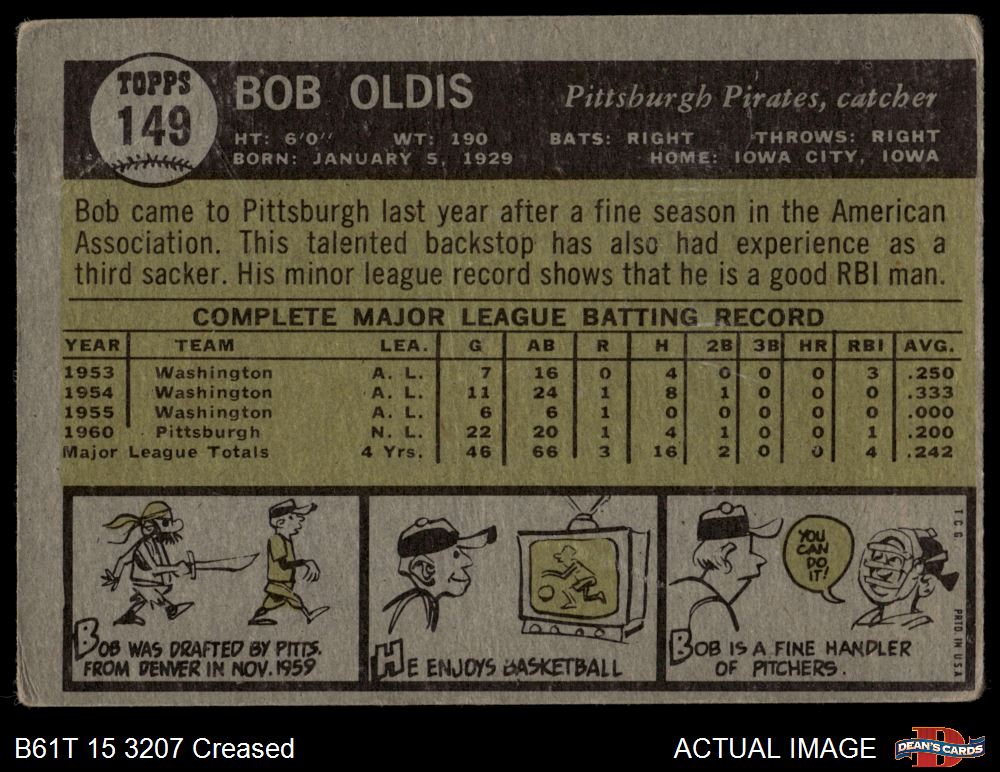 TOPPS
149
BOB OLDIS
Pittsburgh Pirates, catcher
HT: 6'0" WT: 190 BATS: RIGHT THROWS: RIGHT
BORN: JANUARY 5, 1929 HOME: IOWA CITY, IOWA
Bob came to Pittsburgh last year after a fine season in the American
Association. This talented backstop has also had experience as a
third sacker. His minor league record shows that he is a good RBI man.
COMPLETE MAJOR LEAGUE BATTING RECORD
YEAR TEAM LEA. G AB R H 2B 3B HR RBI AVG.
1953 Washington A. L. 7 16 0 4 0 0 0 3 .250
1954 Washington A. L. 11 24 1 8 1 0 0 0 .333
1955 Washington A. L. 6 6 1 0 0 0 0 0 .000
1960 Pittsburgh N. L. 22 20 1 4 1 0 0 1 .200
Major League Totals 4 Yrs. 46 66 3 16 2 0 0 4 .242
BOB WAS DRAFTED BY PITTS.
FROM DENVER IN NOV. 1959
HE ENJOYS BASKETBALL
YOU
CAN
DO
IT!
BOB IS A FINE HANDLER
OF PITCHERS.
T.C.G.
PRTD. IN U.S.A.
B61T 15 3207 Creased
ACTUAL IMAGE
DEAN'S CARDS